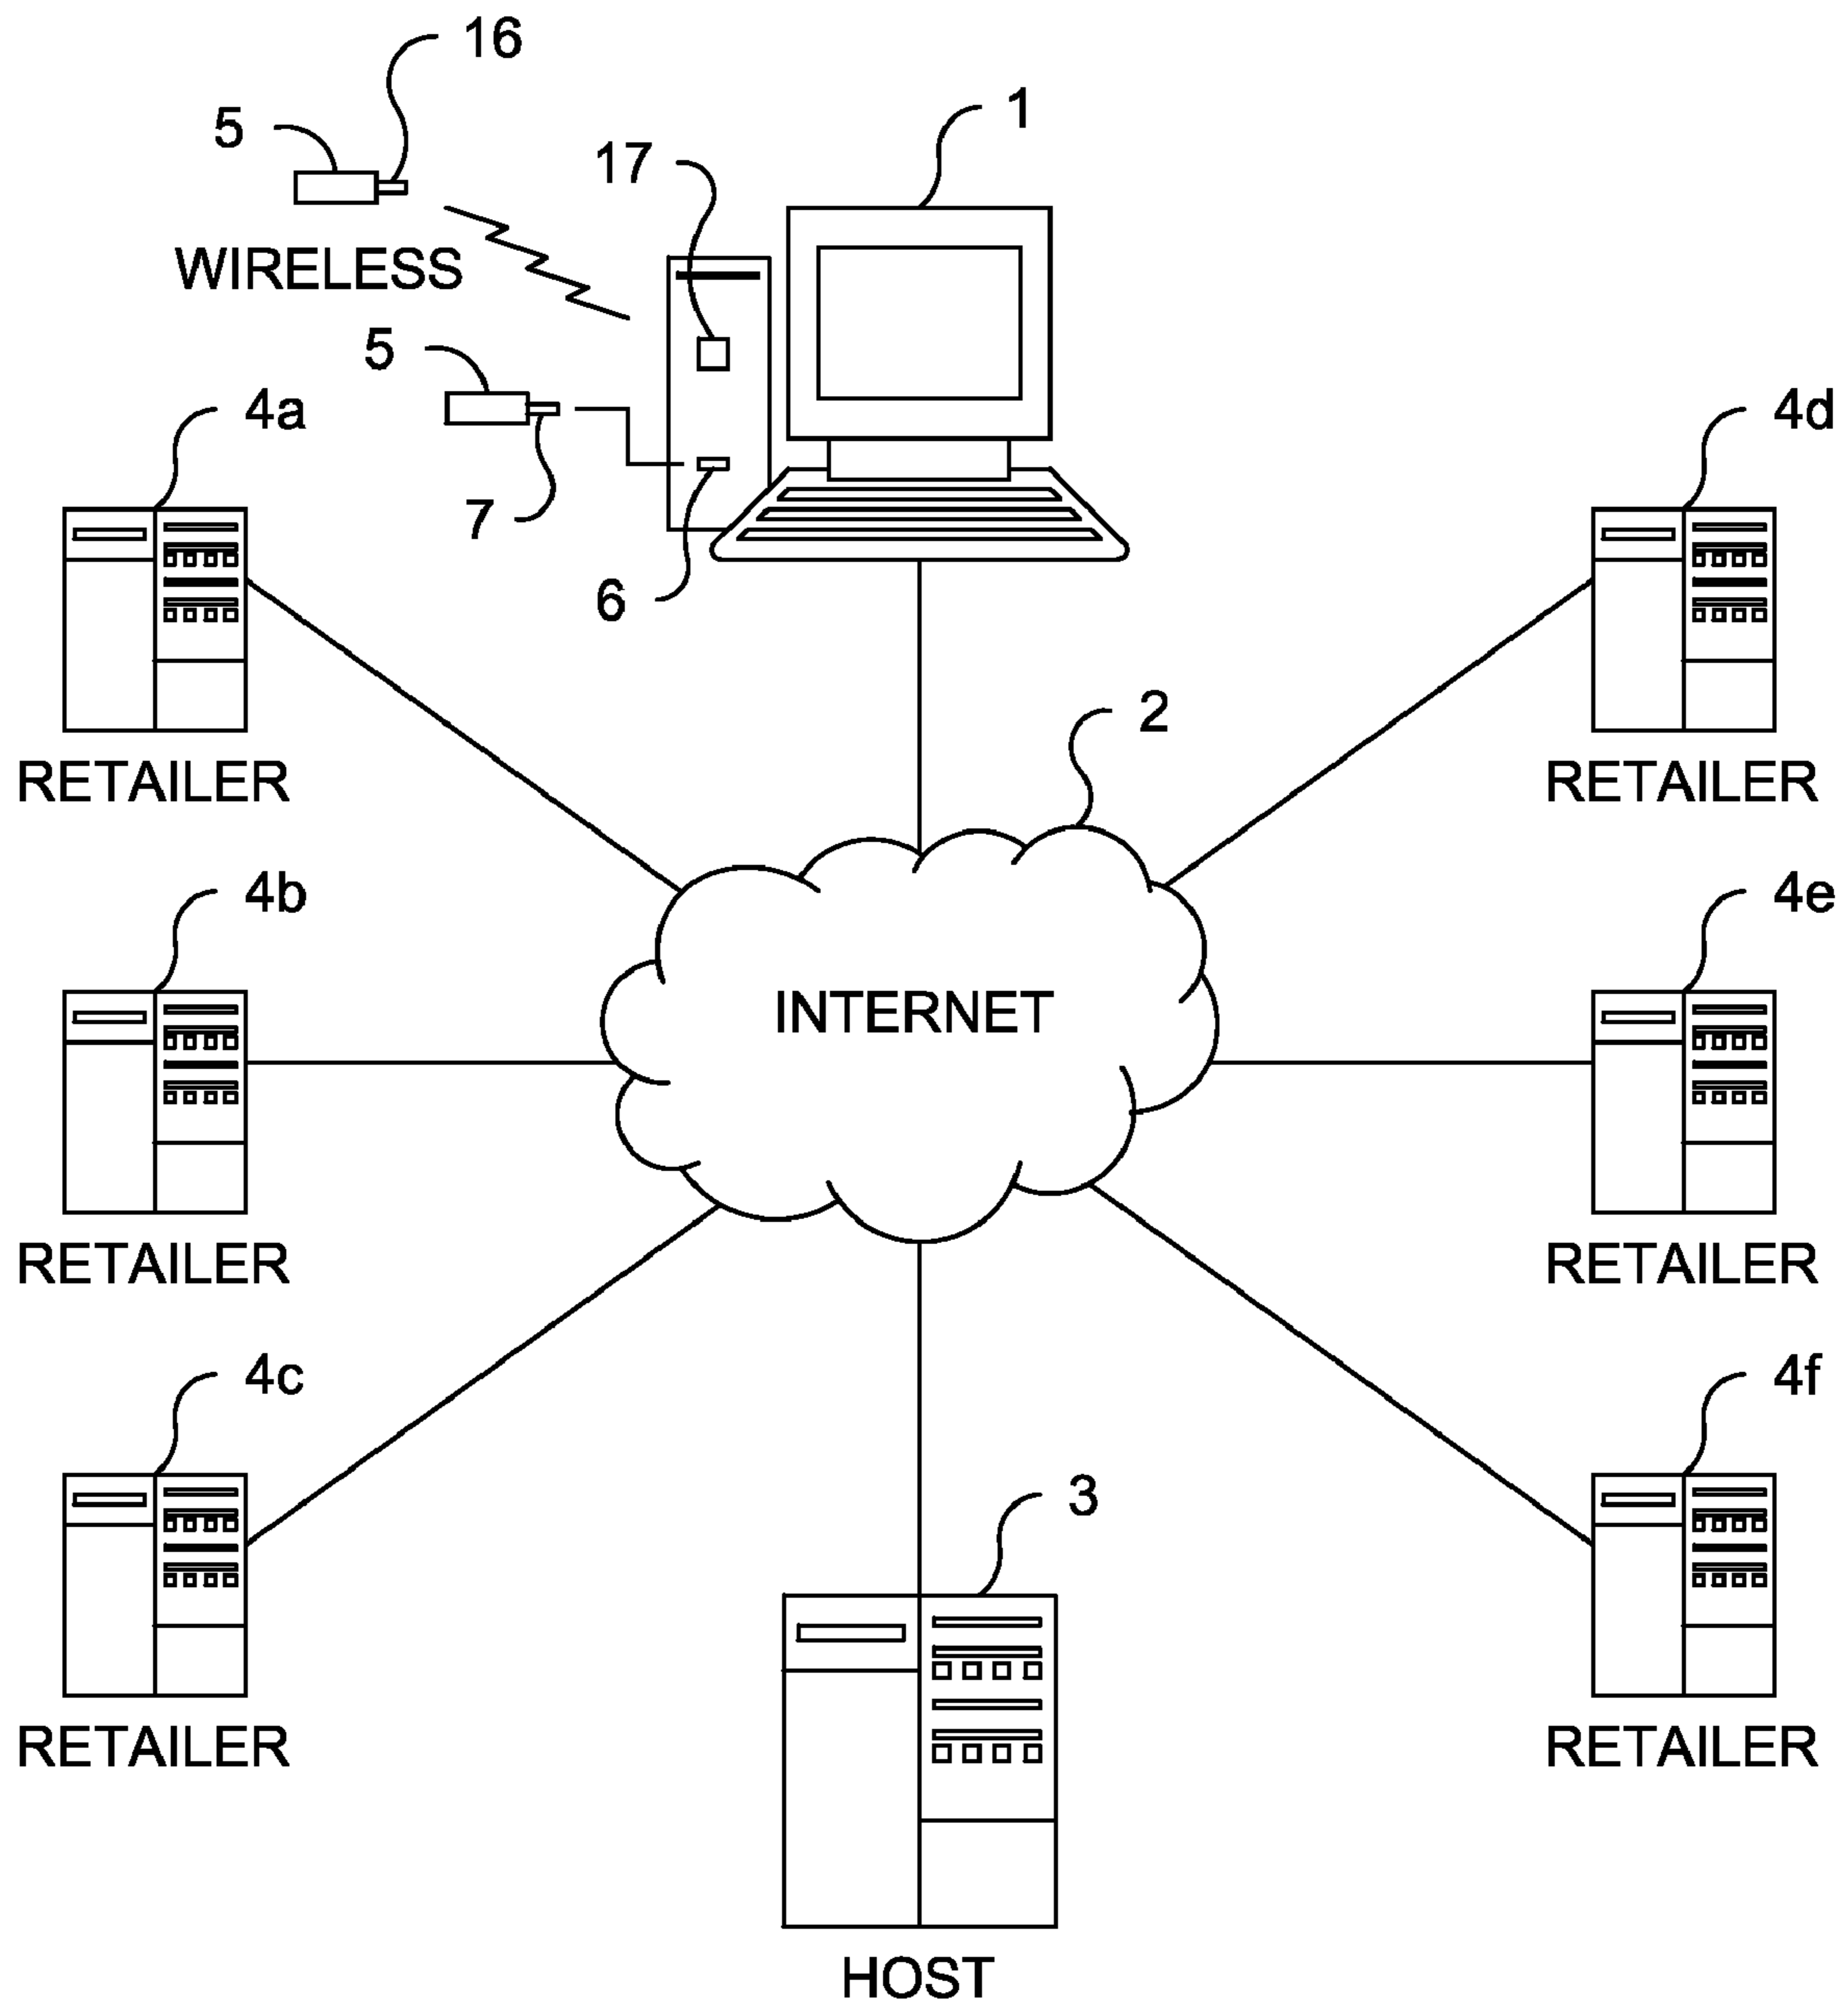 16
5
1
17
WIRELESS
5
4a
4d
7
6
2
RETAILER
RETAILER
4b
4e
INTERNET
RETAILER
RETAILER
4c
4f
3
RETAILER
RETAILER
HOST